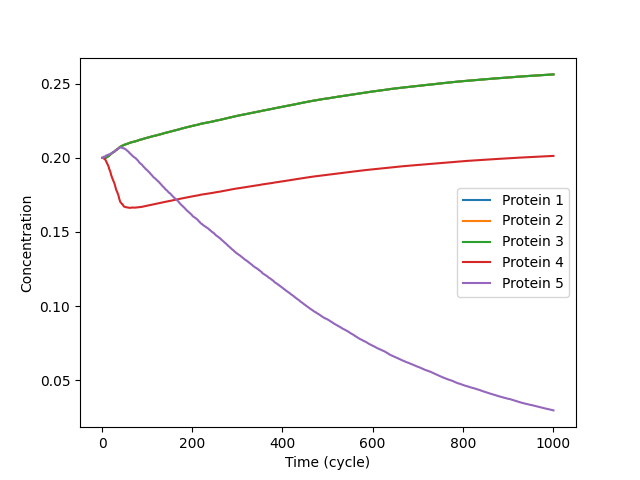 0.25
0.20
0.15
0.10
0.05
Concentration
Protein 1
Protein 2
Protein 3
Protein 4
Protein 5
0 200 400 600 800 1000
Time (cycle)